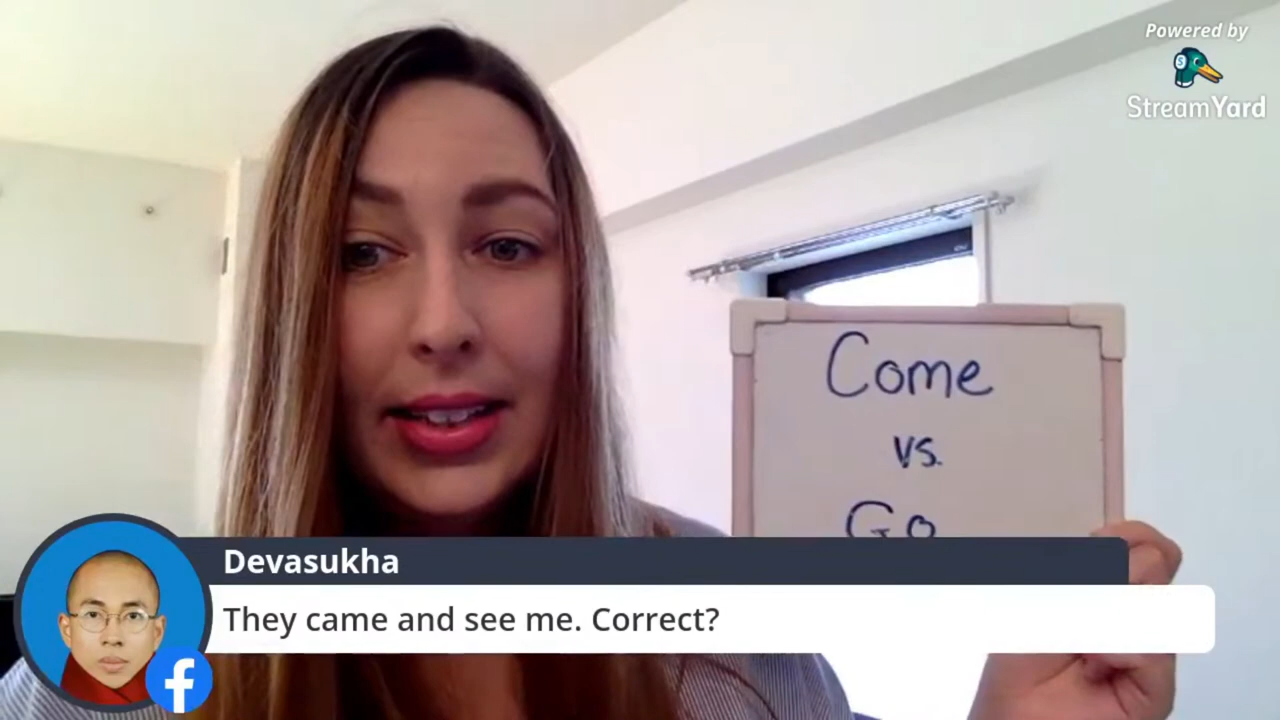 Powered by
StreamYard
Come
vs.
Go
Devasukha
They came and see me. Correct?